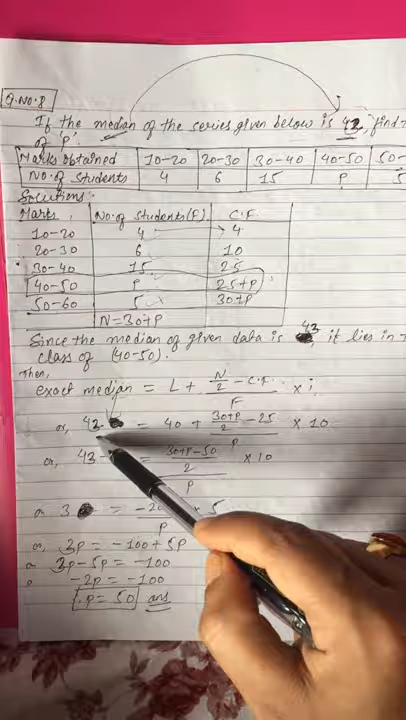 Q.No.8
If the median of the series given below is 43, find
of 'p'.
Marks obtained 10-20 20-30 30-40 40-50 50-
No. of students 4 6 15 P 5
Solution:
Marks, No. of Students (F) C.F.
10-20 4 → 4
20-30 6 10
30-40 15 25
40-50 P 25+P
50-60 5 30+P
N=30+P
Since the median of given data is 43, it lies in
class of (40-50).
Then,
exact median = L + (N/2 - C.F.)/F × i
or, 43 = 40 + ((30+P)/2 - 25)/P × 10
or, 43- = ((30+P-50)/2)/P × 10
or 3 = -20 × 5 / P
or, 3p = -100+5p
or 3p-5p = -100
-2p = -100
∴ p = 50 ans